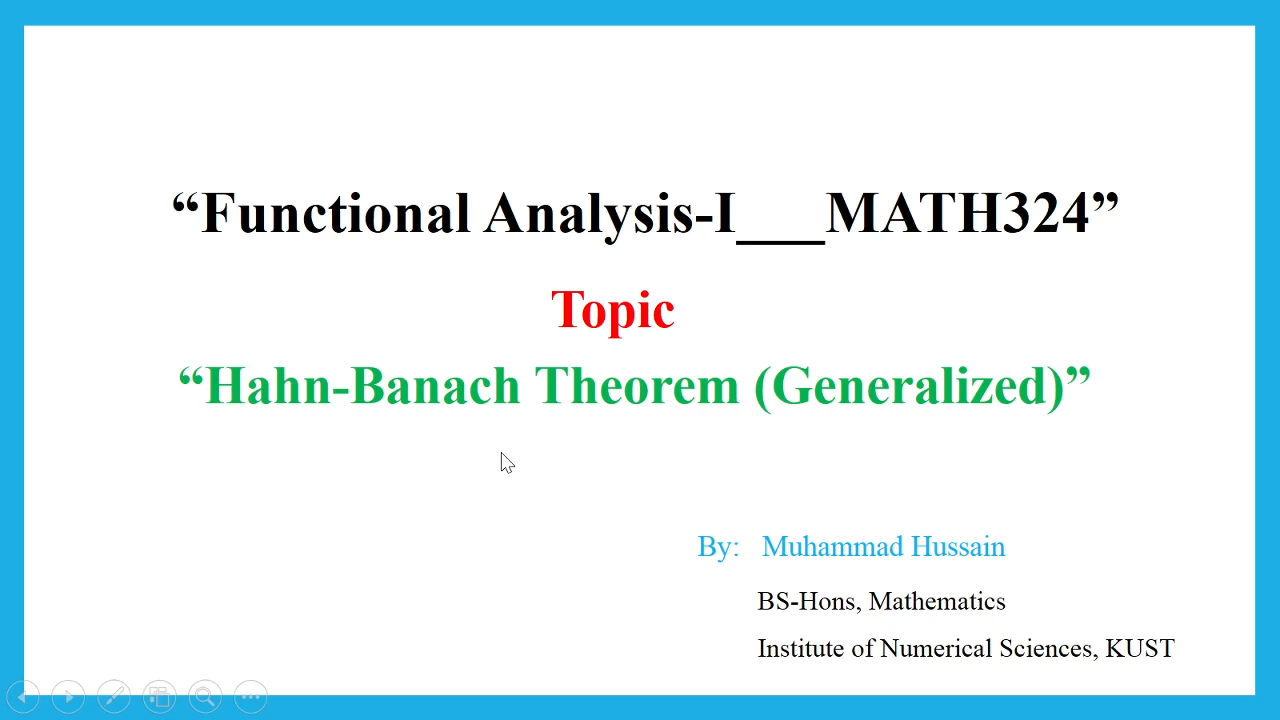 “Functional Analysis-I___MATH324”
Topic
“Hahn-Banach Theorem (Generalized)”
By: Muhammad Hussain
BS-Hons, Mathematics
Institute of Numerical Sciences, KUST